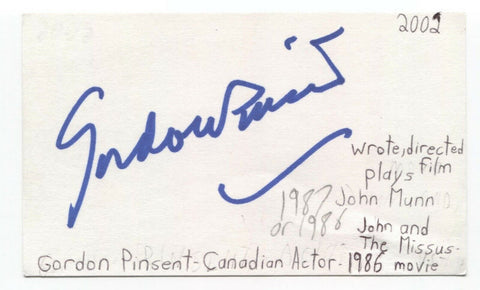 2002
Gordon Pinsent
wrote, directed
plays film
1987 John Munn
or 1986 John and
The Missus-
Gordon Pinsent-Canadian Actor-1986 movie